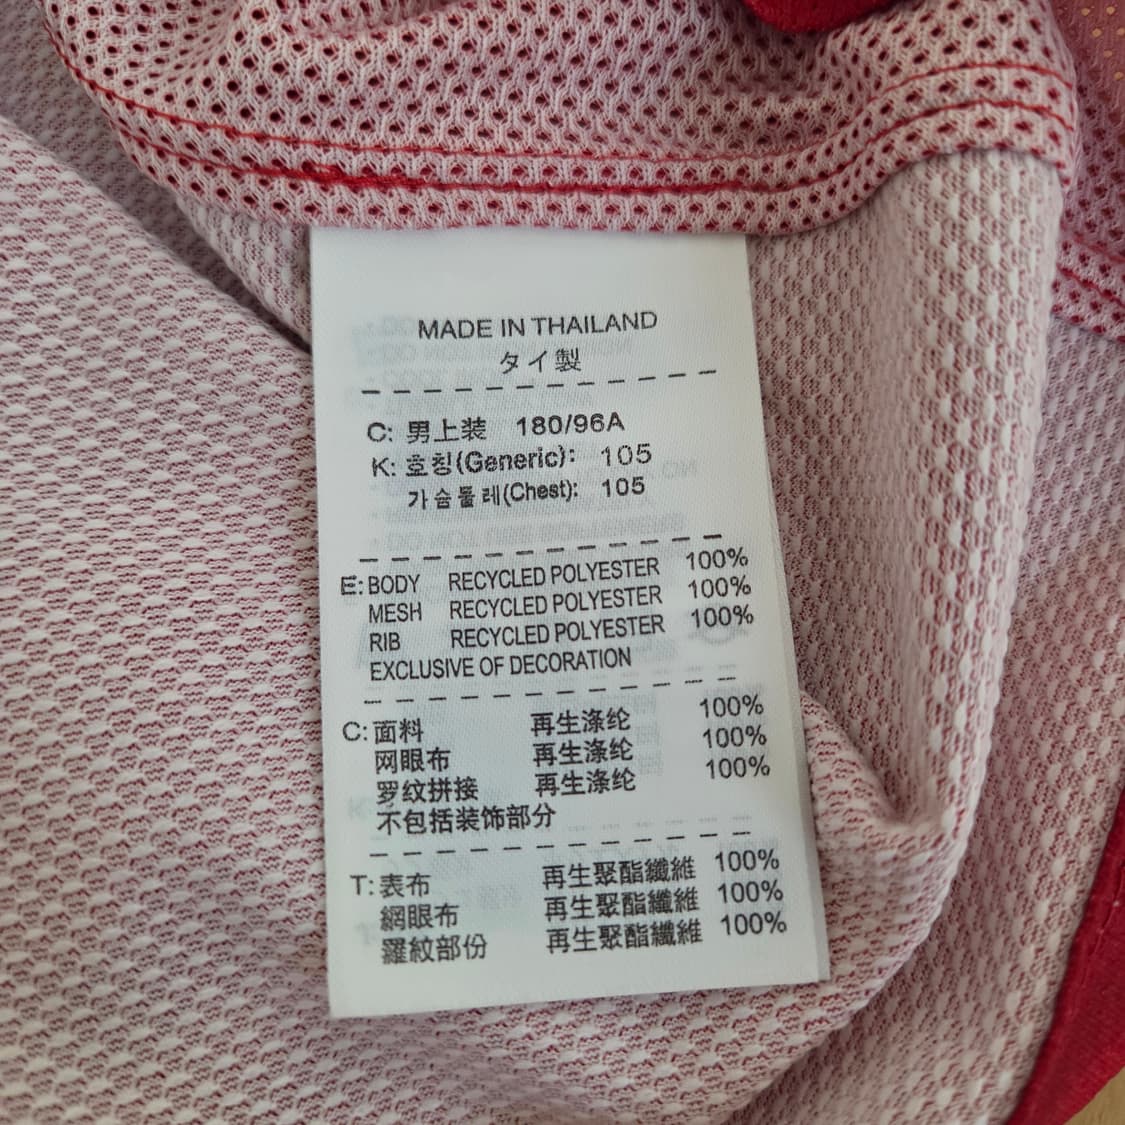 MADE IN THAILAND
タイ製
C: 男上装 180/96A
K: 호칭(Generic): 105
가슴둘레(Chest): 105
E: BODY RECYCLED POLYESTER 100%
MESH RECYCLED POLYESTER 100%
RIB RECYCLED POLYESTER 100%
EXCLUSIVE OF DECORATION
C: 面料 再生涤纶 100%
网眼布 再生涤纶 100%
罗纹拼接 再生涤纶 100%
不包括装饰部分
T: 表布 再生聚酯纖維 100%
網眼布 再生聚酯纖維 100%
羅紋部份 再生聚酯纖維 100%